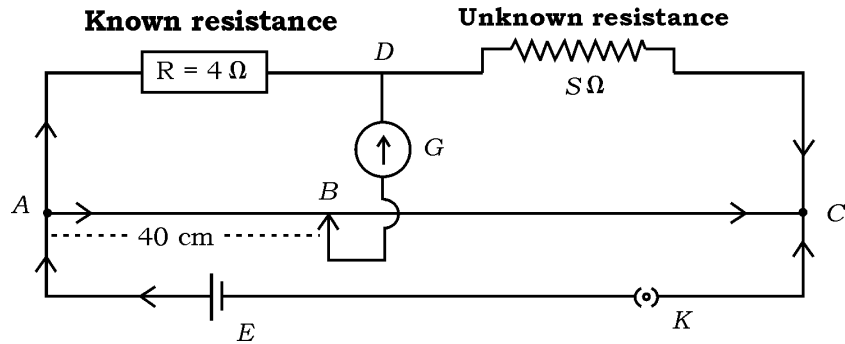 Known resistance
Unknown resistance
D
R = 4 Ω
S Ω
G
A
B
C
40 cm
E
K